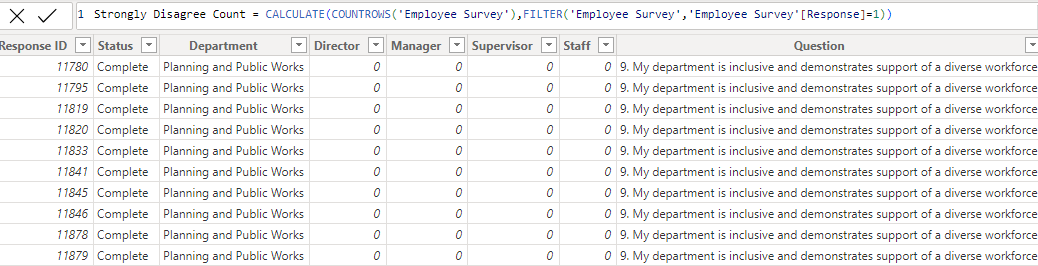 1 Strongly Disagree Count = CALCULATE(COUNTROWS('Employee Survey'),FILTER('Employee Survey','Employee Survey'[Response]=1))
Response ID Status Department Director Manager Supervisor Staff Question
11780 Complete Planning and Public Works 0 0 0 0 9. My department is inclusive and demonstrates support of a diverse workforce
11795 Complete Planning and Public Works 0 0 0 0 9. My department is inclusive and demonstrates support of a diverse workforce
11819 Complete Planning and Public Works 0 0 0 0 9. My department is inclusive and demonstrates support of a diverse workforce
11820 Complete Planning and Public Works 0 0 0 0 9. My department is inclusive and demonstrates support of a diverse workforce
11833 Complete Planning and Public Works 0 0 0 0 9. My department is inclusive and demonstrates support of a diverse workforce
11841 Complete Planning and Public Works 0 0 0 0 9. My department is inclusive and demonstrates support of a diverse workforce
11845 Complete Planning and Public Works 0 0 0 0 9. My department is inclusive and demonstrates support of a diverse workforce
11846 Complete Planning and Public Works 0 0 0 0 9. My department is inclusive and demonstrates support of a diverse workforce
11878 Complete Planning and Public Works 0 0 0 0 9. My department is inclusive and demonstrates support of a diverse workforce
11879 Complete Planning and Public Works 0 0 0 0 9. My department is inclusive and demonstrates support of a diverse workforce